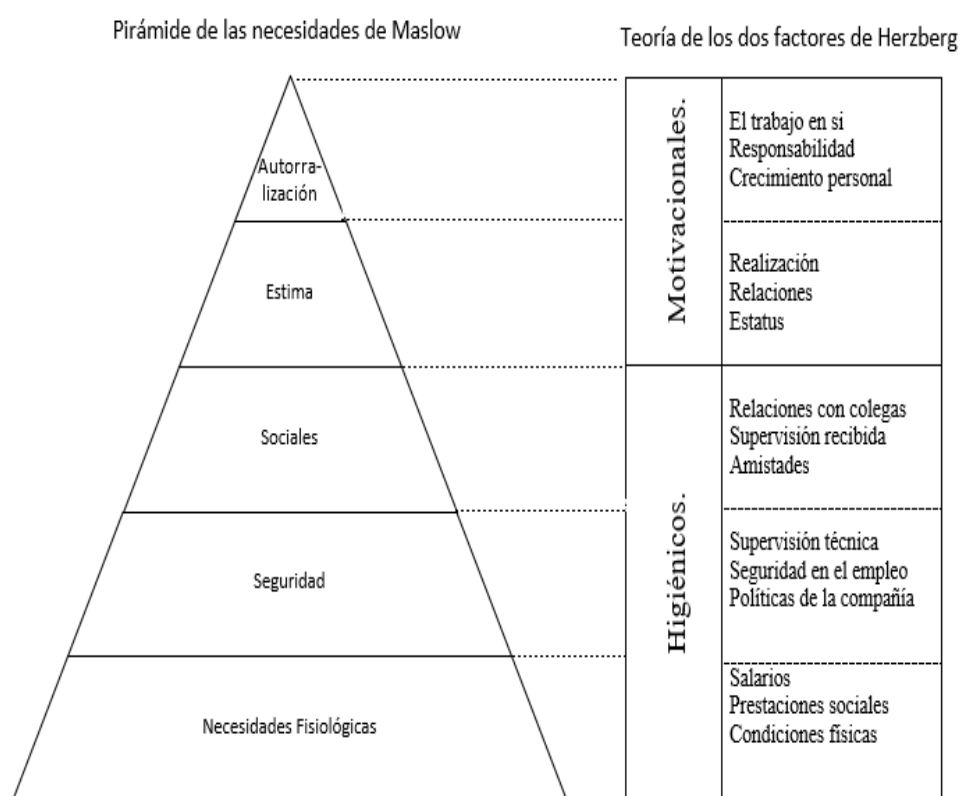 Pirámide de las necesidades de Maslow
Teoría de los dos factores de Herzberg
Autorra-
lización
Estima
Sociales
Seguridad
Necesidades Fisiológicas
Motivacionales.
El trabajo en si
Responsabilidad
Crecimiento personal
Realización
Relaciones
Estatus
Higiénicos.
Relaciones con colegas
Supervisión recibida
Amistades
Supervisión técnica
Seguridad en el empleo
Políticas de la compañía
Salarios
Prestaciones sociales
Condiciones físicas